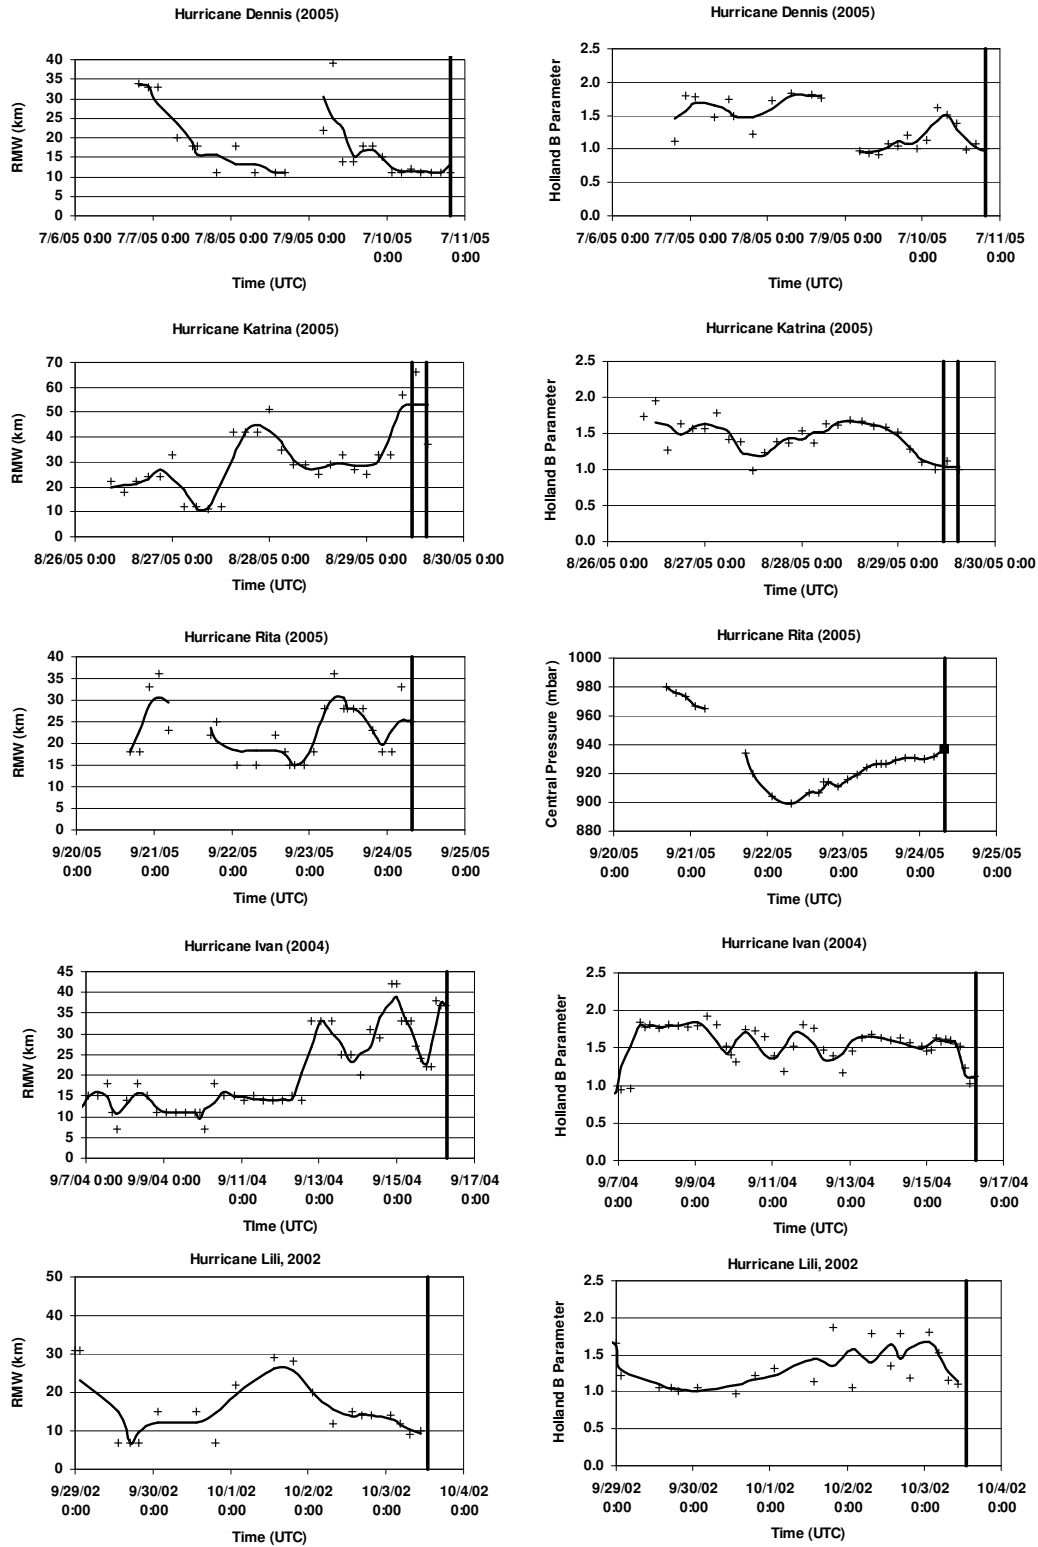 Hurricane Dennis (2005)
RMW (km)
40
35
30
25
20
15
10
5
0
7/6/05 0:00 7/7/05 0:00 7/8/05 0:00 7/9/05 0:00 7/10/05 7/11/05
0:00 0:00
Time (UTC)
Hurricane Dennis (2005)
Holland B Parameter
2.5
2.0
1.5
1.0
0.5
0.0
7/6/05 0:00 7/7/05 0:00 7/8/05 0:00 7/9/05 0:00 7/10/05 7/11/05
0:00 0:00
Time (UTC)
Hurricane Katrina (2005)
RMW (km)
70
60
50
40
30
20
10
0
8/26/05 0:00 8/27/05 0:00 8/28/05 0:00 8/29/05 0:00 8/30/05 0:00
Time (UTC)
Hurricane Katrina (2005)
Holland B Parameter
2.5
2.0
1.5
1.0
0.5
0.0
8/26/05 0:00 8/27/05 0:00 8/28/05 0:00 8/29/05 0:00 8/30/05 0:00
Time (UTC)
Hurricane Rita (2005)
RMW (km)
40
35
30
25
20
15
10
5
0
9/20/05 9/21/05 9/22/05 9/23/05 9/24/05 9/25/05
0:00 0:00 0:00 0:00 0:00 0:00
Time (UTC)
Hurricane Rita (2005)
Central Pressure (mbar)
1000
980
960
940
920
900
880
9/20/05 9/21/05 9/22/05 9/23/05 9/24/05 9/25/05
0:00 0:00 0:00 0:00 0:00 0:00
Time (UTC)
Hurricane Ivan (2004)
RMW (km)
45
40
35
30
25
20
15
10
5
0
9/7/04 0:00 9/9/04 0:00 9/11/04 9/13/04 9/15/04 9/17/04
0:00 0:00 0:00 0:00
TIme (UTC)
Hurricane Ivan (2004)
Holland B Parameter
2.5
2.0
1.5
1.0
0.5
0.0
9/7/04 9/9/04 9/11/04 9/13/04 9/15/04 9/17/04
0:00 0:00 0:00 0:00 0:00 0:00
Time (UTC)
Hurricane Lili, 2002
RMW (km)
50
40
30
20
10
0
9/29/02 9/30/02 10/1/02 10/2/02 10/3/02 10/4/02
0:00 0:00 0:00 0:00 0:00 0:00
Time (UTC)
Hurricane Lili, 2002
Holland B Parameter
2.5
2.0
1.5
1.0
0.5
0.0
9/29/02 9/30/02 10/1/02 10/2/02 10/3/02 10/4/02
0:00 0:00 0:00 0:00 0:00 0:00
Time (UTC)